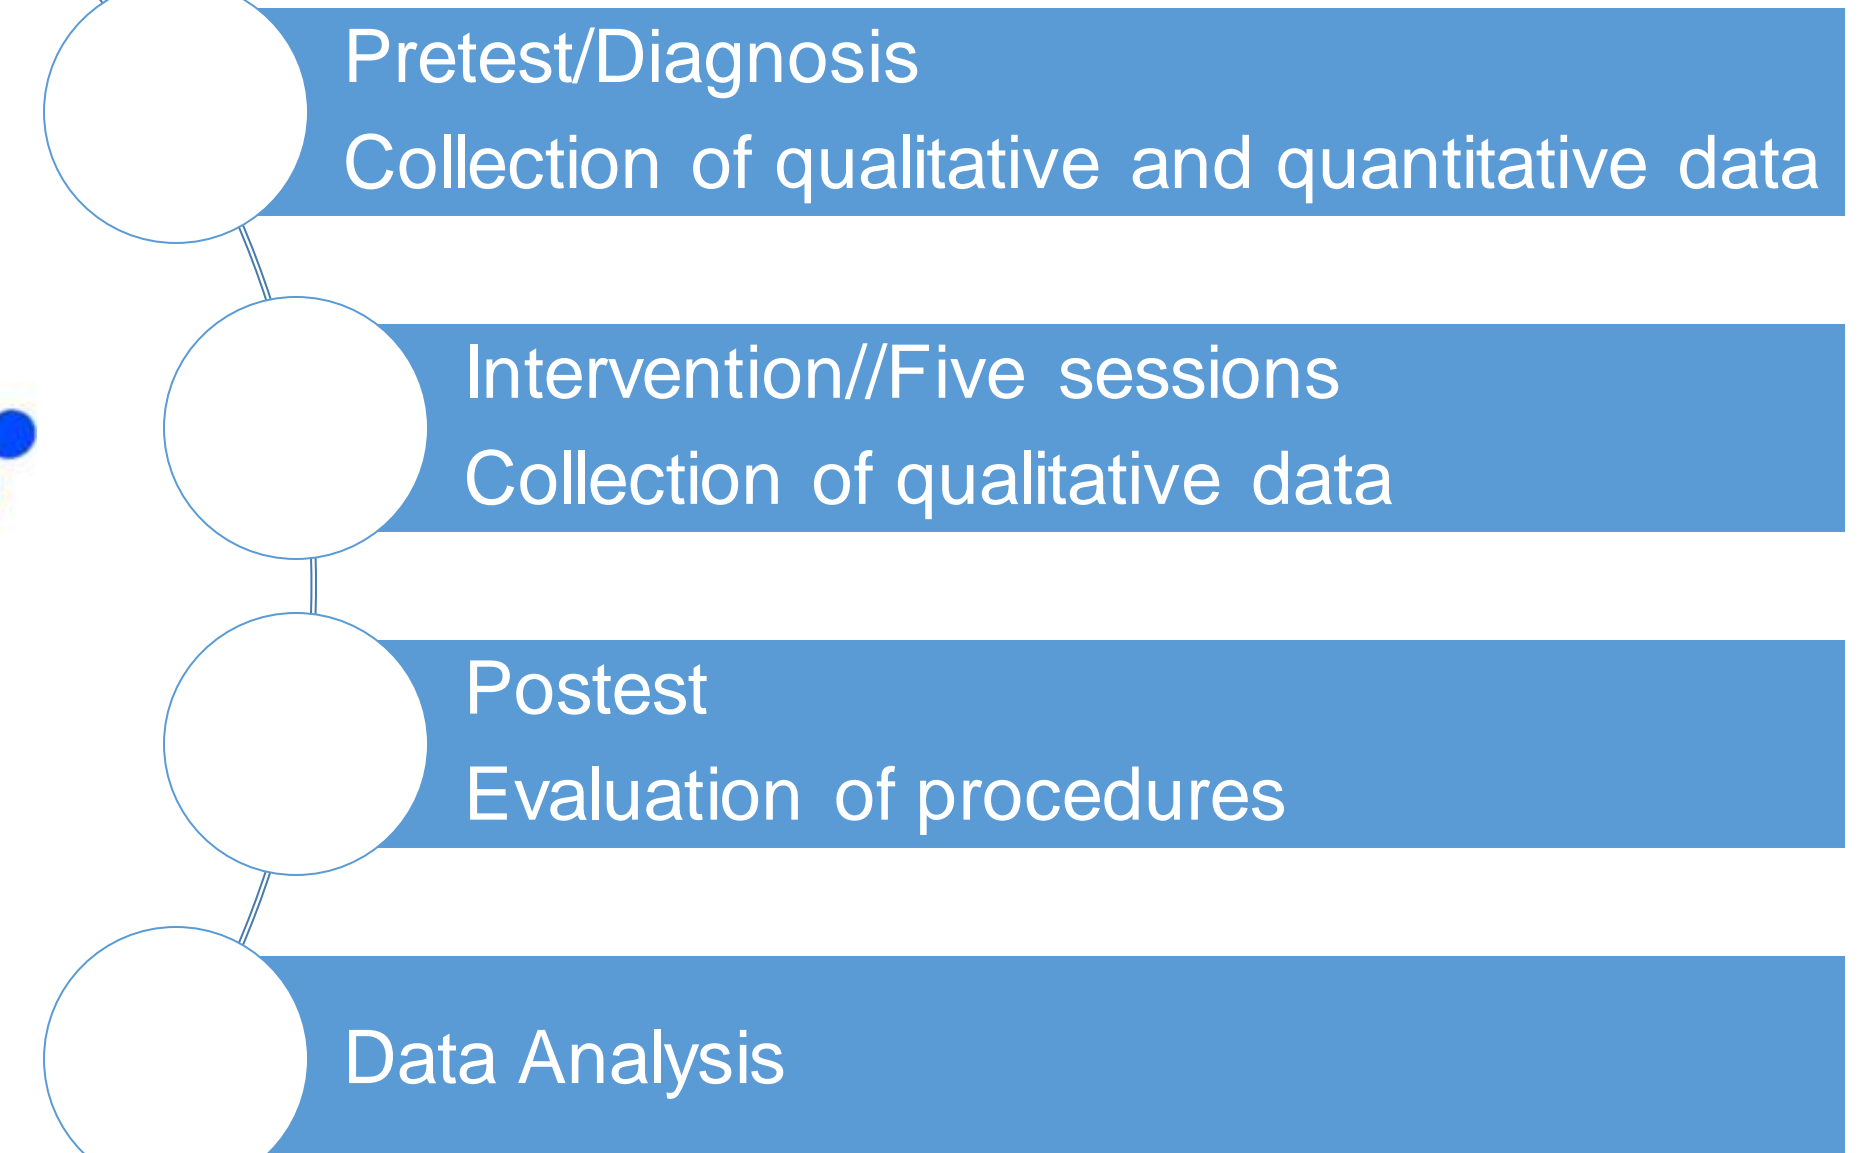 Pretest/Diagnosis
Collection of qualitative and quantitative data
Intervention//Five sessions
Collection of qualitative data
Postest
Evaluation of procedures
Data Analysis